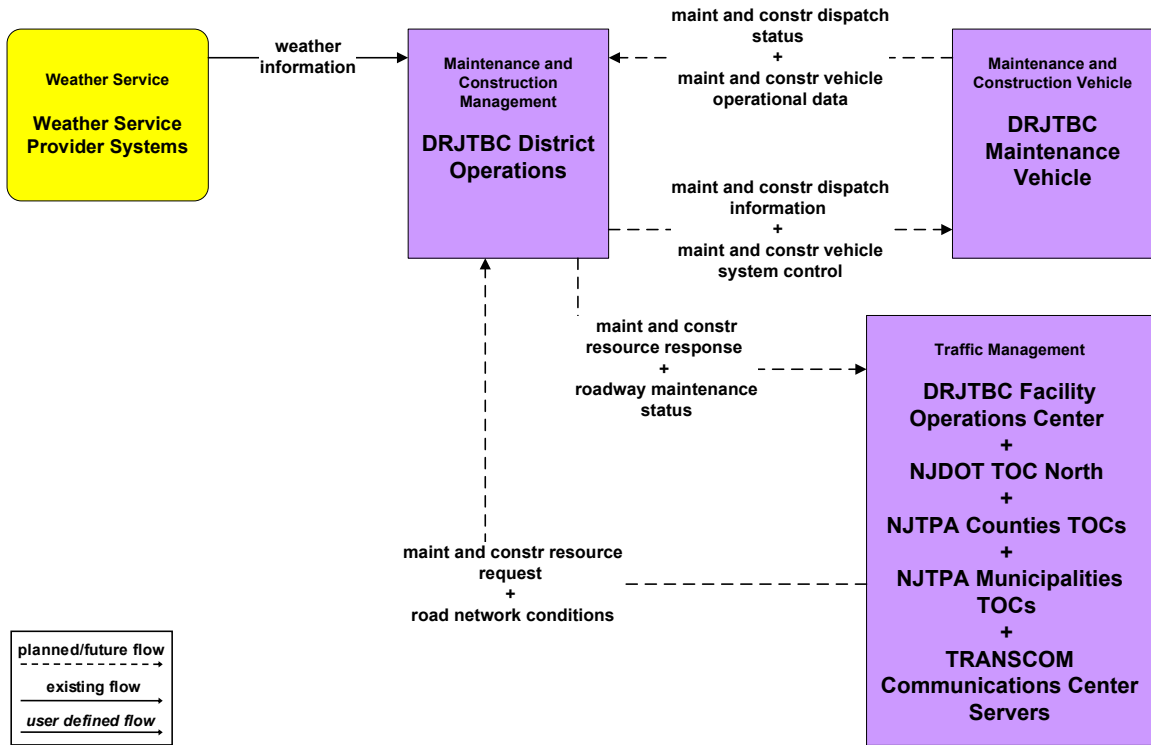 Weather Service
Weather Service
Provider Systems
weather
information
Maintenance and
Construction
Management
DRJTBC District
Operations
maint and constr dispatch
status
+
maint and constr vehicle
operational data
Maintenance and
Construction Vehicle
DRJTBC
Maintenance
Vehicle
maint and constr dispatch
information
+
maint and constr vehicle
system control
maint and constr
resource response
+
roadway maintenance
status
Traffic Management
DRJTBC Facility
Operations Center
+
NJDOT TOC North
+
NJTPA Counties TOCs
+
NJTPA Municipalities
TOCs
+
TRANSCOM
Communications Center
Servers
maint and constr resource
request
+
road network conditions
planned/future flow
existing flow
user defined flow